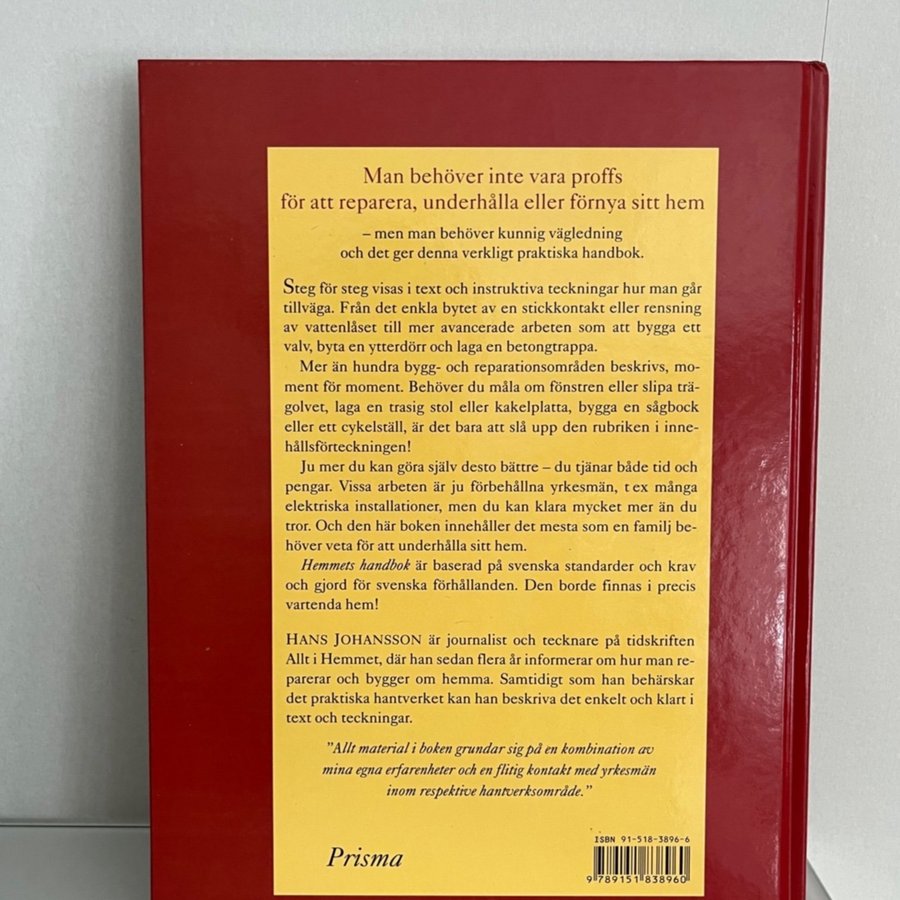 Man behöver inte vara proffs
för att reparera, underhålla eller förnya sitt hem
– men man behöver kunnig vägledning
och det ger denna verkligt praktiska handbok.
Steg för steg visas i text och instruktiva teckningar hur man går
tillväga. Från det enkla bytet av en stickkontakt eller rensning
av vattenlåset till mer avancerade arbeten som att bygga ett
valv, byta en ytterdörr och laga en betongtrappa.
Mer än hundra bygg- och reparationsområden beskrivs, mo-
ment för moment. Behöver du måla om fönstren eller slipa trä-
golvet, laga en trasig stol eller kakelplatta, bygga en sågbock
eller ett cykelställ, är det bara att slå upp den rubriken i inne-
hållsförteckningen!
Ju mer du kan göra själv desto bättre – du tjänar både tid och
pengar. Vissa arbeten är ju förbehållna yrkesmän, t ex många
elektriska installationer, men du kan klara mycket mer än du
tror. Och den här boken innehåller det mesta som en familj be-
höver veta för att underhålla sitt hem.
Hemmets handbok är baserad på svenska standarder och krav
och gjord för svenska förhållanden. Den borde finnas i precis
vartenda hem!
HANS JOHANSSON är journalist och tecknare på tidskriften
Allt i Hemmet, där han sedan flera år informerar om hur man re-
parerar och bygger om hemma. Samtidigt som han behärskar
det praktiska hantverket kan han beskriva det enkelt och klart i
text och teckningar.
”Allt material i boken grundar sig på en kombination av
mina egna erfarenheter och en flitig kontakt med yrkesmän
inom respektive hantverksområde.”
Prisma
ISBN 91-518-3896-6
9 789151 838960